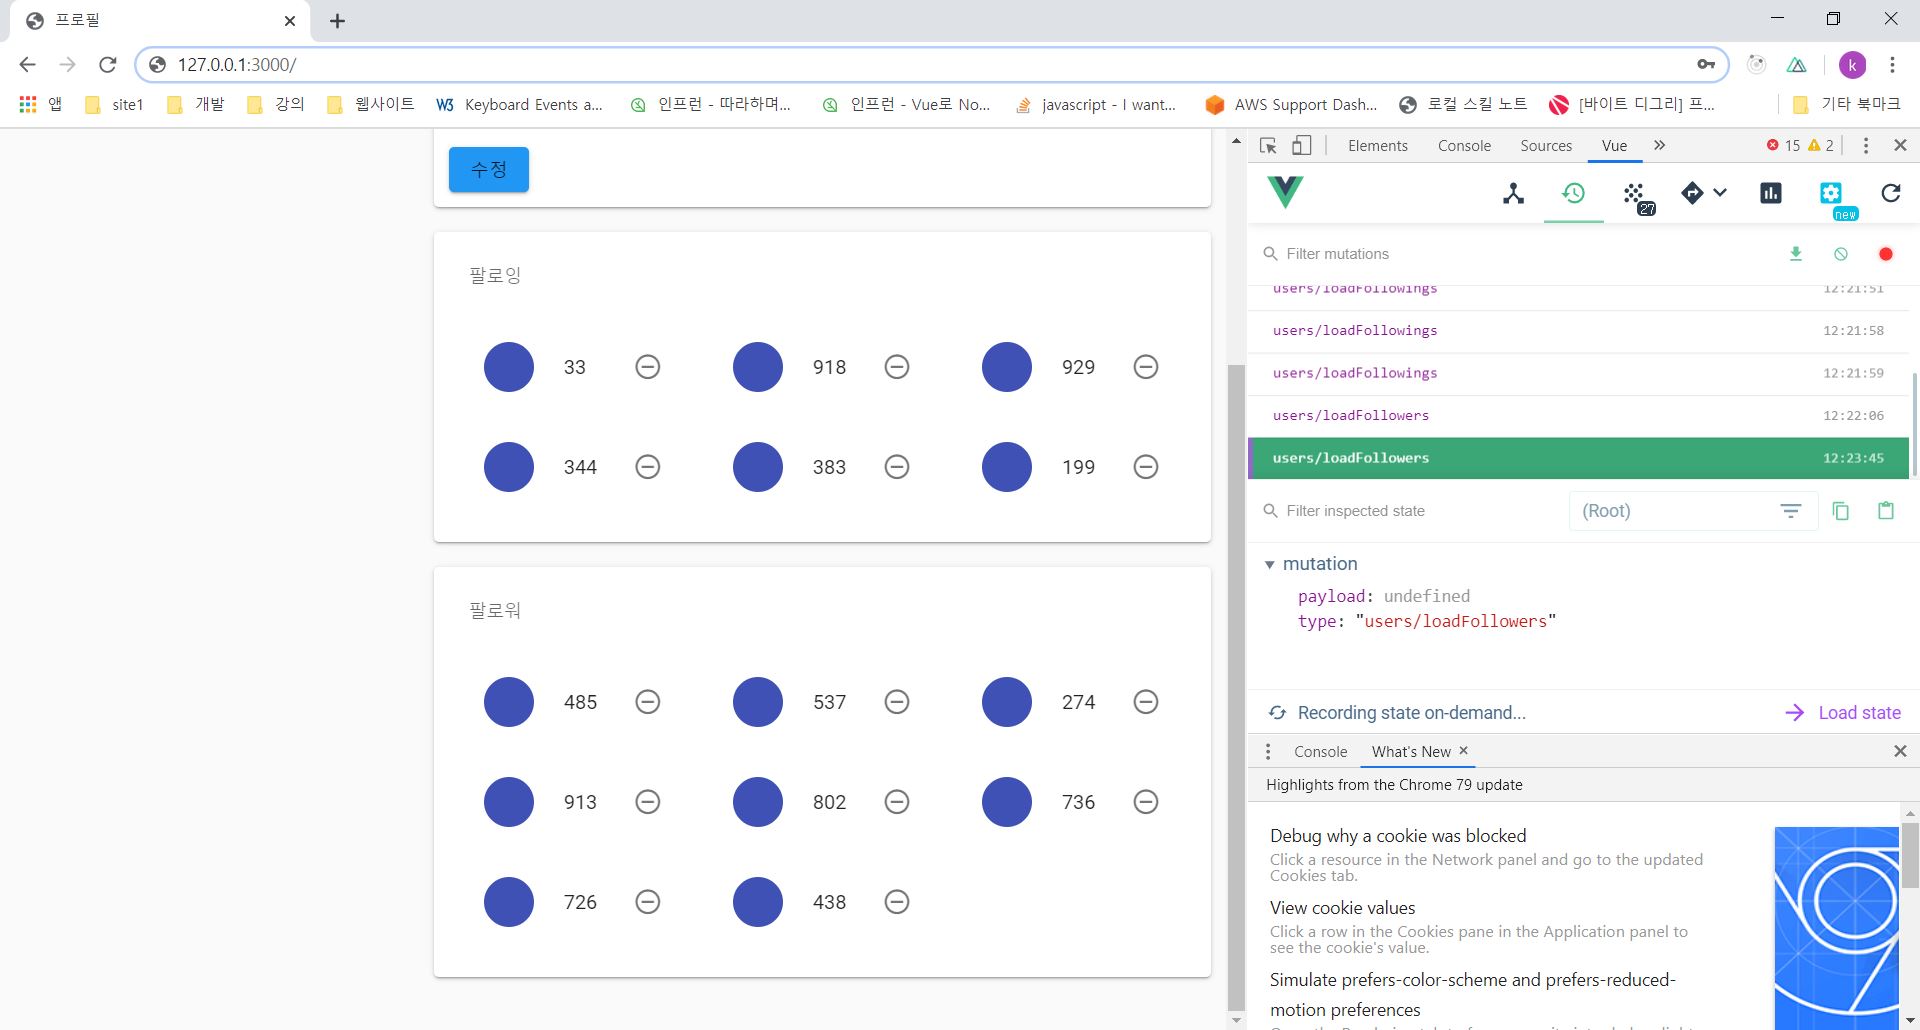 프로필
127.0.0.1:3000/
k
앱 site1 개발 강의 웹사이트 W3 Keyboard Events a... 인프런 - 따라하며... 인프런 - Vue로 No... javascript - I want... AWS Support Dash... 로컬 스킬 노트 [바이트 디그리] 프... 기타 북마크
수정
팔로잉
33 918 929
344 383 199
팔로워
485 537 274
913 802 736
726 438
Elements Console Sources Vue 15 2
27
new
Filter mutations
users/loadFollowings 12:21:51
users/loadFollowings 12:21:58
users/loadFollowings 12:21:59
users/loadFollowers 12:22:06
users/loadFollowers 12:23:45
Filter inspected state (Root)
mutation
payload: undefined
type: "users/loadFollowers"
Recording state on-demand... Load state
Console What's New
Highlights from the Chrome 79 update
Debug why a cookie was blocked
Click a resource in the Network panel and go to the updated
Cookies tab.
View cookie values
Click a row in the Cookies pane in the Application panel to
see the cookie's value.
Simulate prefers-color-scheme and prefers-reduced-
motion preferences